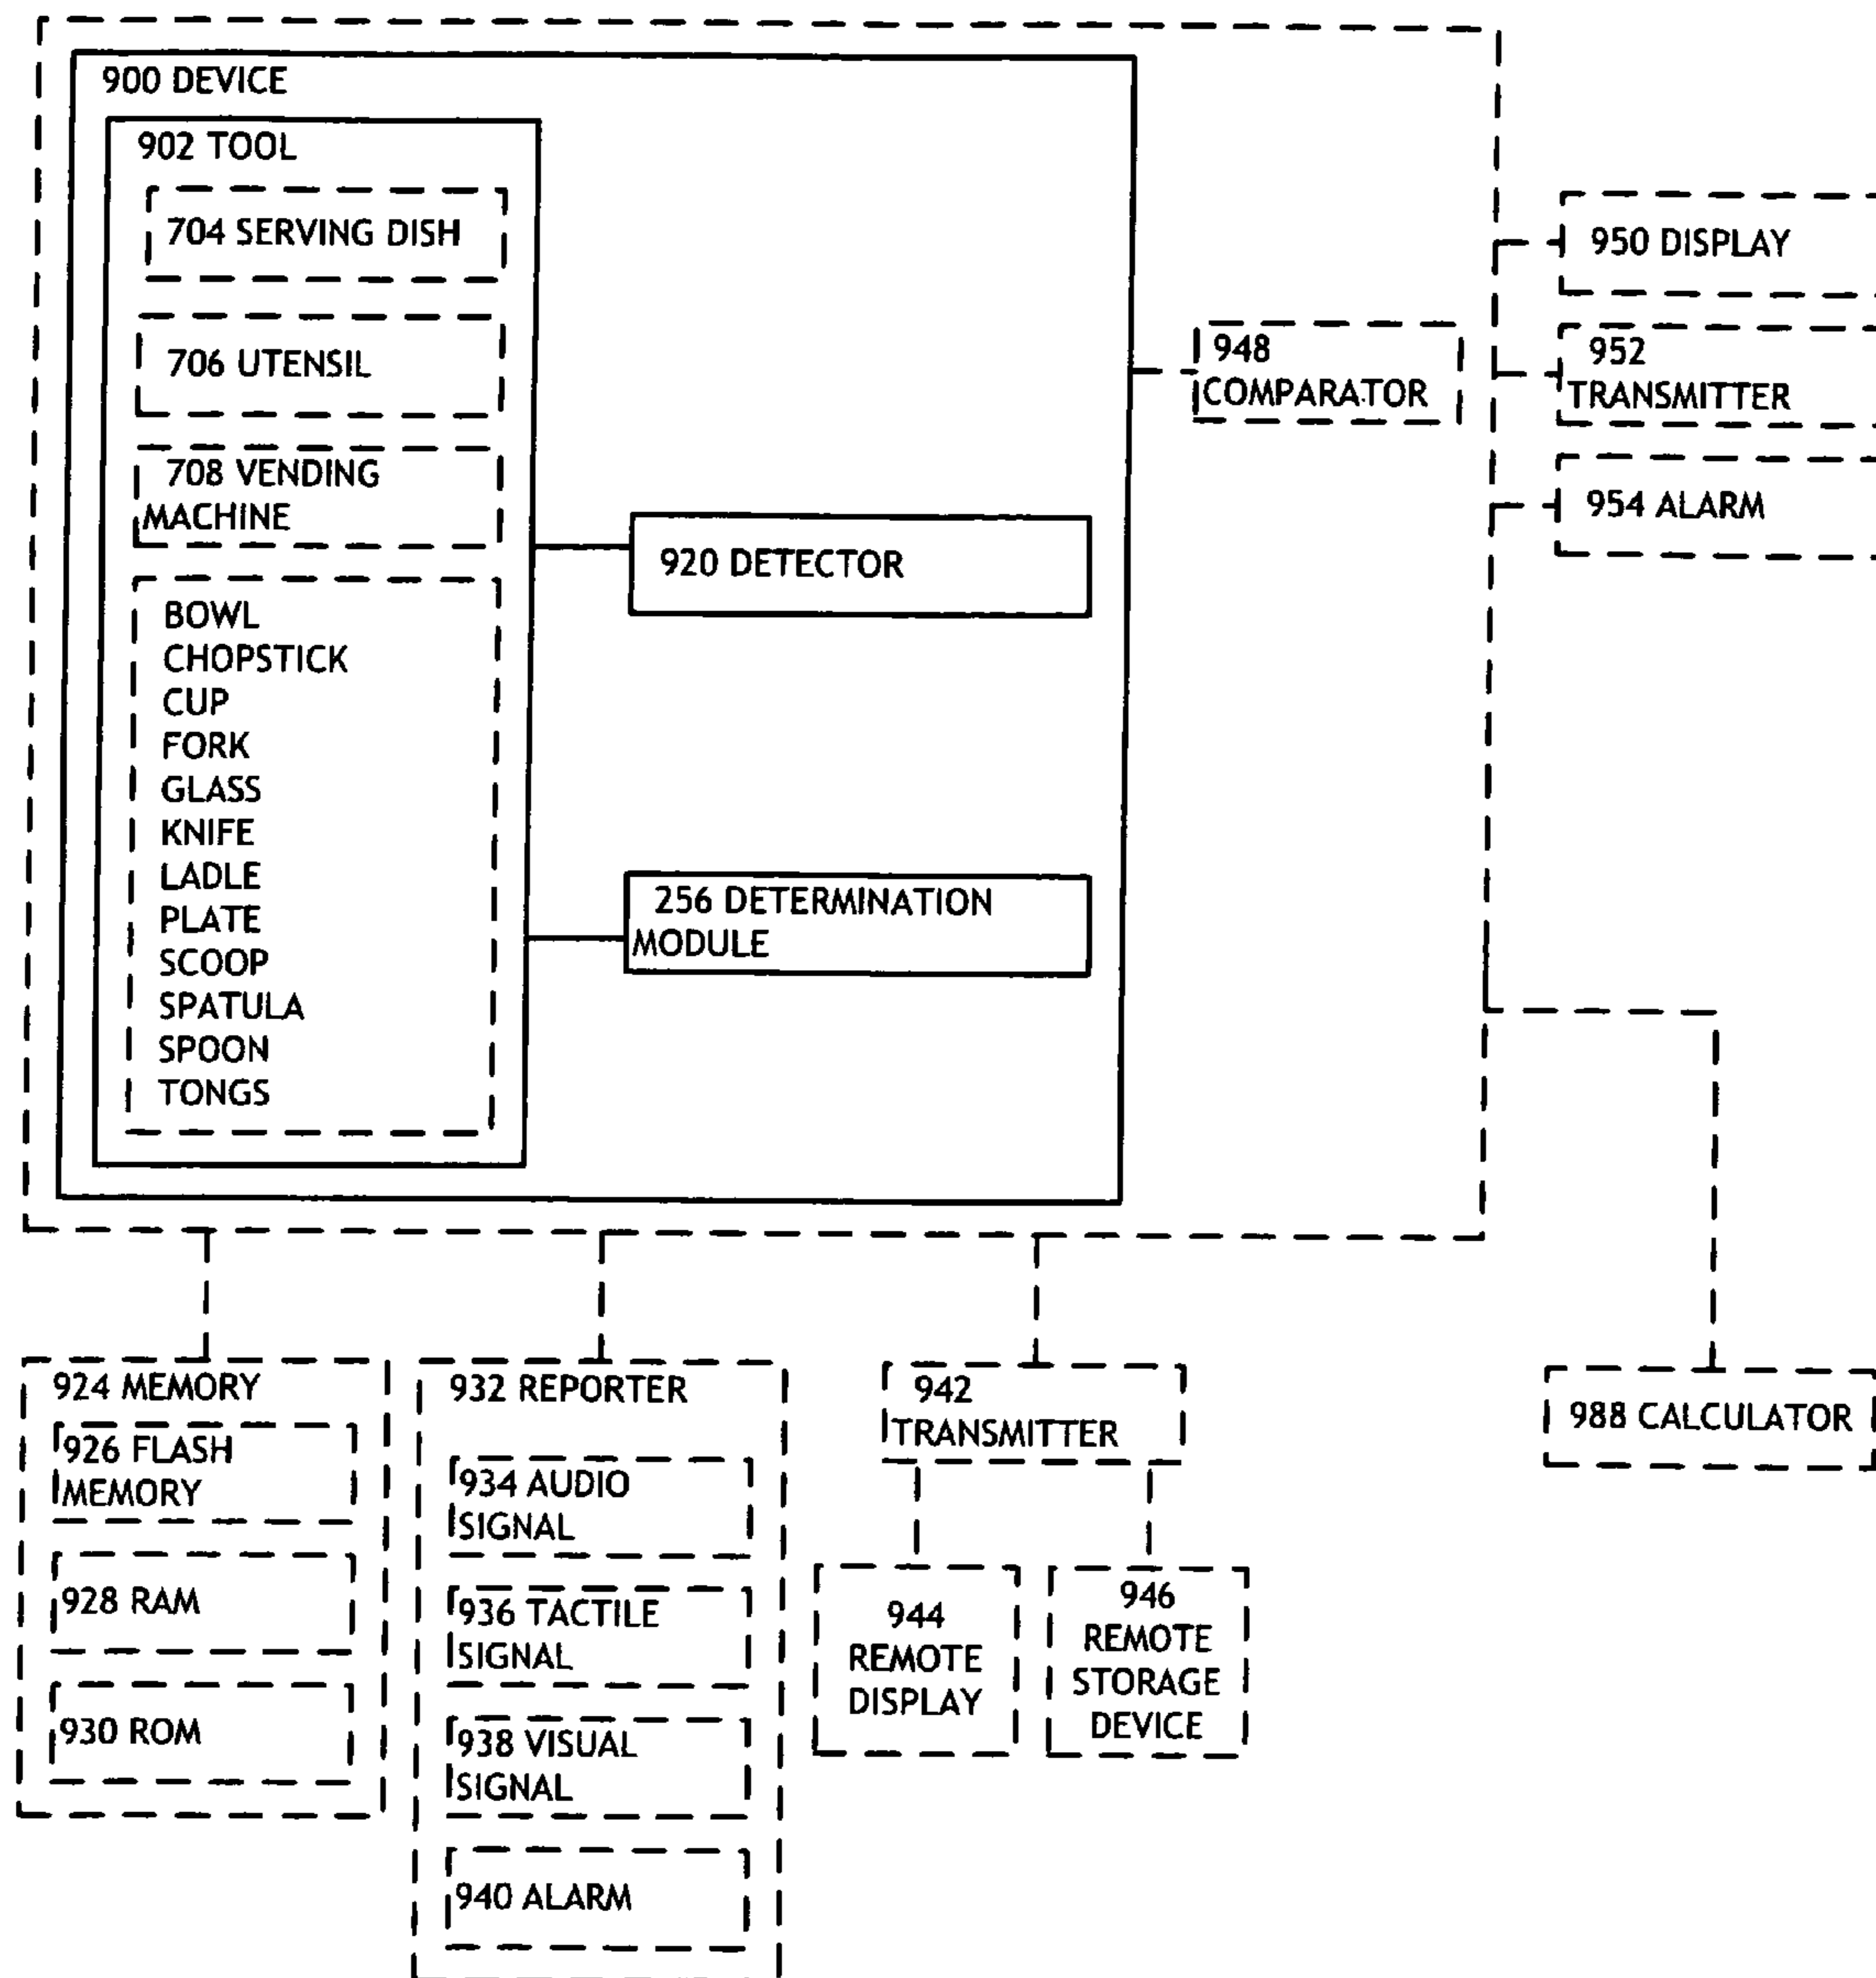 900 DEVICE
902 TOOL
704 SERVING DISH
706 UTENSIL
708 VENDING
MACHINE
BOWL
CHOPSTICK
CUP
FORK
GLASS
KNIFE
LADLE
PLATE
SCOOP
SPATULA
SPOON
TONGS
920 DETECTOR
256 DETERMINATION
MODULE
948
COMPARATOR
950 DISPLAY
952
TRANSMITTER
954 ALARM
924 MEMORY
926 FLASH
MEMORY
928 RAM
930 ROM
932 REPORTER
934 AUDIO
SIGNAL
936 TACTILE
SIGNAL
938 VISUAL
SIGNAL
940 ALARM
942
TRANSMITTER
944
REMOTE
DISPLAY
946
REMOTE
STORAGE
DEVICE
988 CALCULATOR